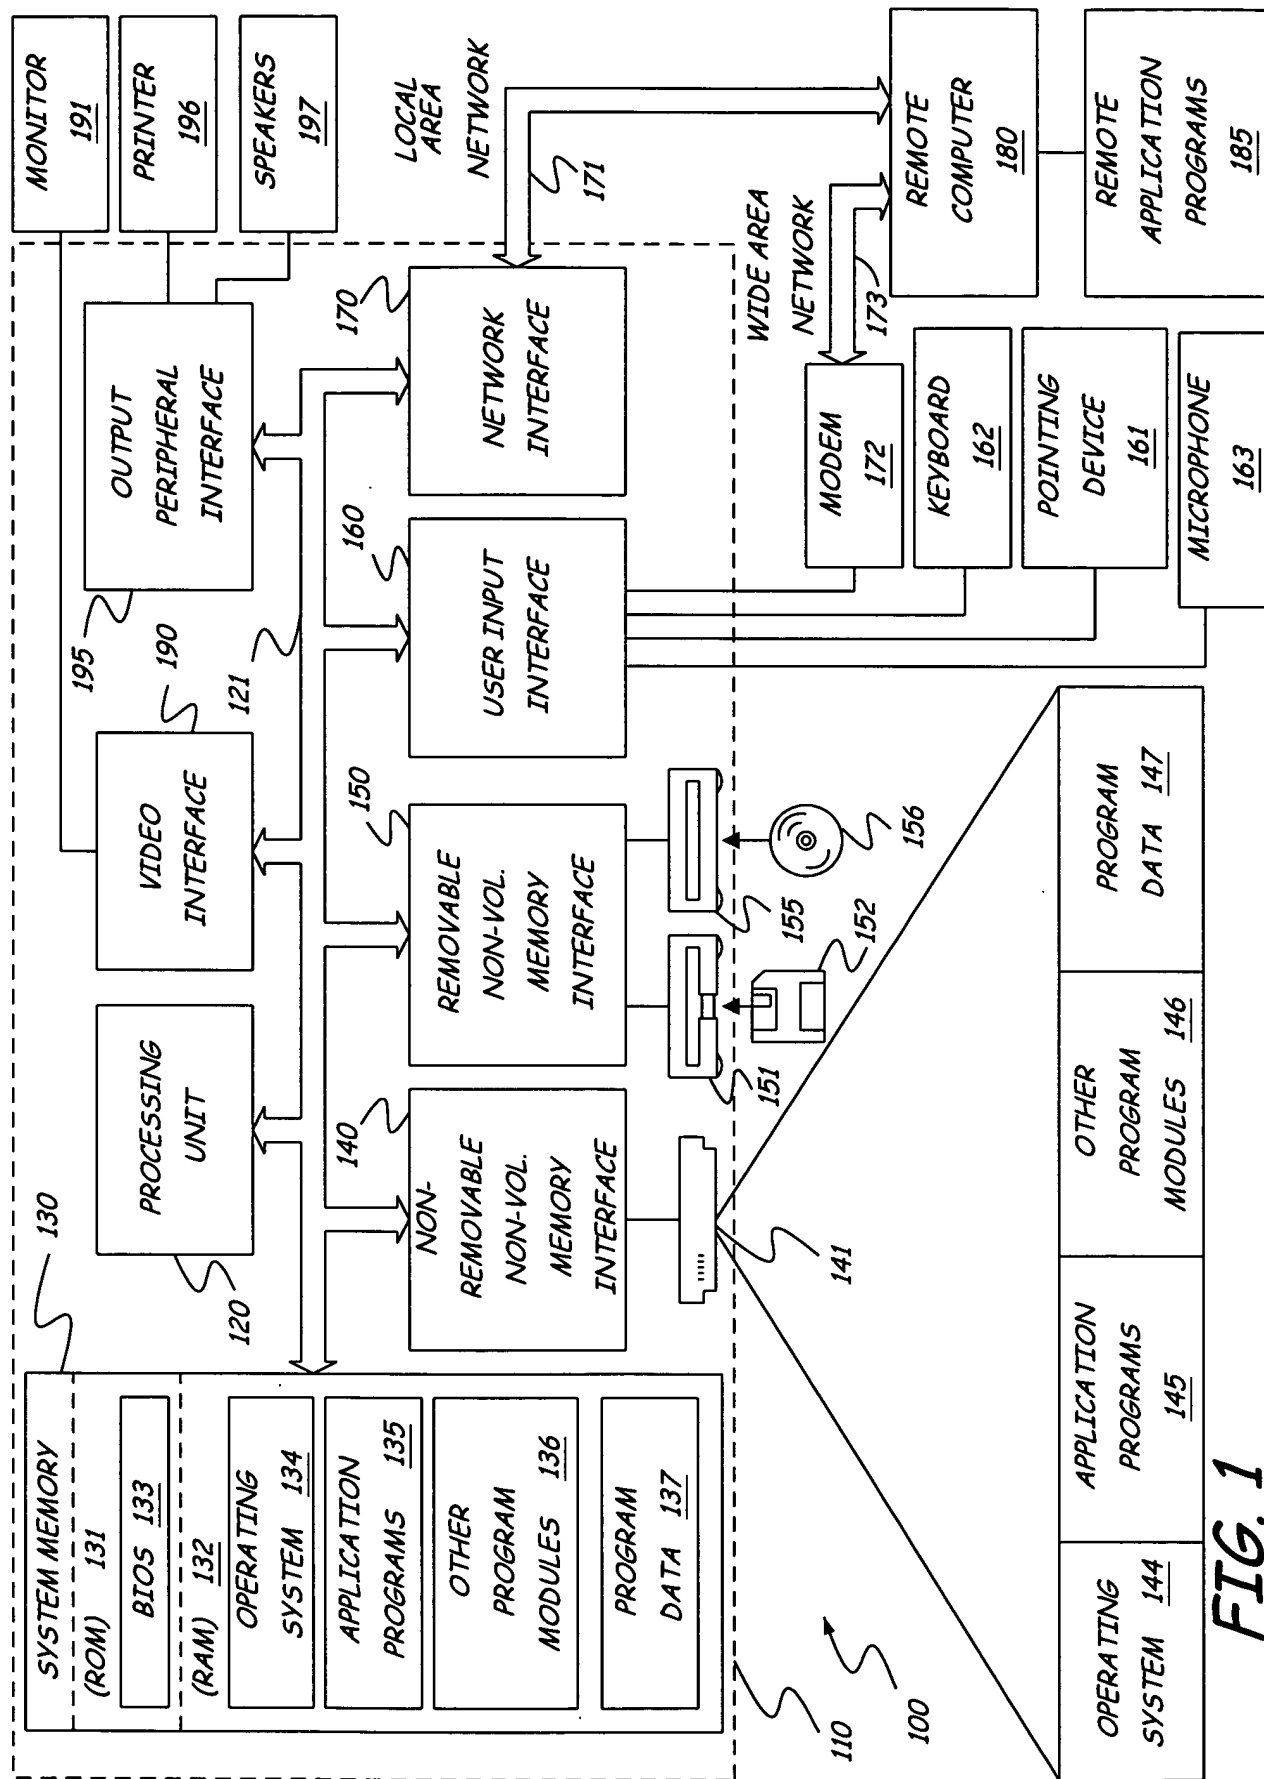 SYSTEM MEMORY
130
(ROM) 131
BIOS 133
(RAM) 132
OPERATING
SYSTEM 134
APPLICATION
PROGRAMS 135
OTHER
PROGRAM
MODULES 136
PROGRAM
DATA 137
PROCESSING
UNIT
120
VIDEO
INTERFACE
190
OUTPUT
PERIPHERAL
INTERFACE
195
121
MONITOR
191
PRINTER
196
SPEAKERS
197
NON-
REMOVABLE
NON-VOL.
MEMORY
INTERFACE
140
REMOVABLE
NON-VOL.
MEMORY
INTERFACE
150
USER INPUT
INTERFACE
160
NETWORK
INTERFACE
170
LOCAL
AREA
NETWORK
171
WIDE AREA
NETWORK
173
141
151
152
155
156
MODEM
172
KEYBOARD
162
POINTING
DEVICE
161
MICROPHONE
163
REMOTE
COMPUTER
180
REMOTE
APPLICATION
PROGRAMS
185
110
100
OPERATING
SYSTEM 144
APPLICATION
PROGRAMS
145
OTHER
PROGRAM
MODULES 146
PROGRAM
DATA 147
FIG. 1